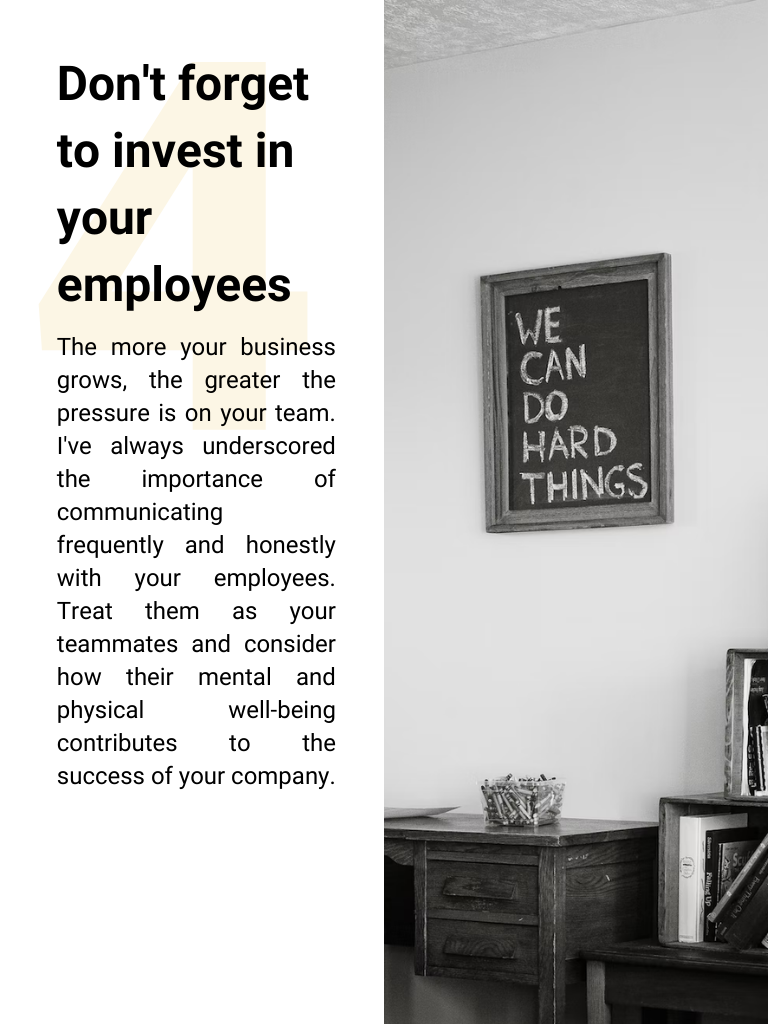 4
Don't forget
to invest in
your
employees
The more your business
grows, the greater the
pressure is on your team.
I've always underscored
the importance of
communicating
frequently and honestly
with your employees.
Treat them as your
teammates and consider
how their mental and
physical well-being
contributes to the
success of your company.
WE
CAN
DO
HARD
THINGS